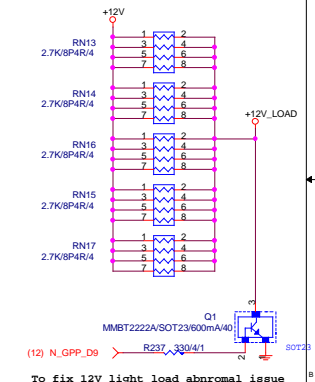 +12V
1 2
RN13 3 4
2.7K/8P4R/4 5 6
7 8
1 2
RN14 3 4
2.7K/8P4R/4 5 6
7 8
+12V_LOAD
1 2
RN16 3 4
2.7K/8P4R/4 5 6
7 8
1 2
RN15 3 4
2.7K/8P4R/4 5 6
7 8
1 2
RN17 3 4
2.7K/8P4R/4 5 6
7 8
3
Q1
MMBT2222A/SOT23/600mA/40
SOT23
(12) N_GPP_D9 R237 330/4/1 2 1
To fix 12V light load abnromal issue
B